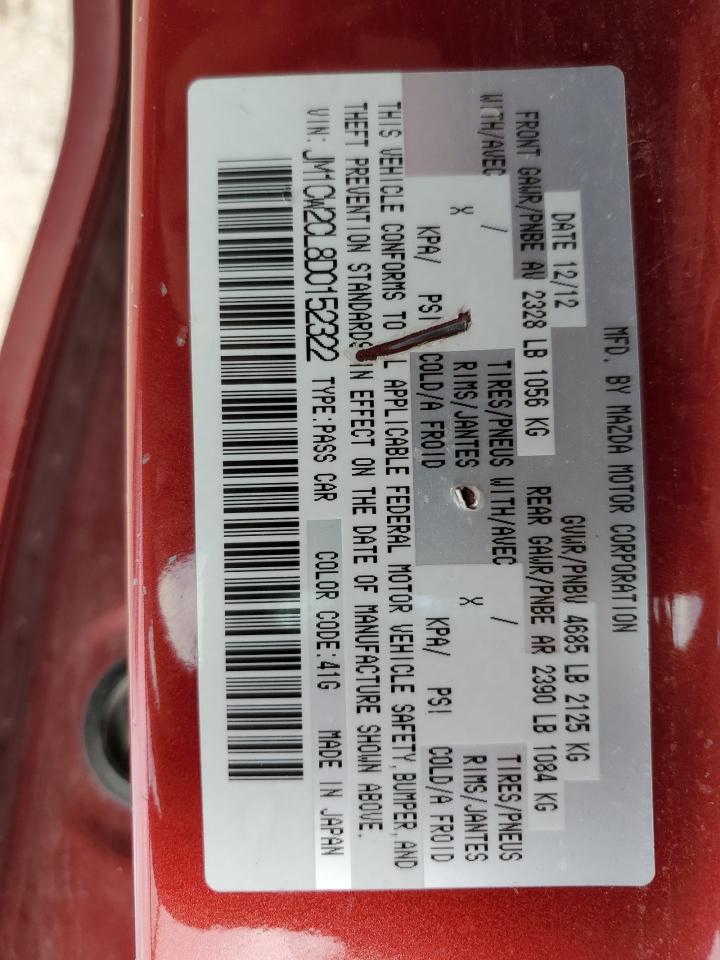 MFD. BY MAZDA MOTOR CORPORATION
DATE 12/12 GVWR/PNBV 4685 LB 2125 KG
FRONT GAWR/PNBE AV 2328 LB 1056 KG REAR GAWR/PNBE AR 2390 LB 1084 KG
WITH/AVEC / TIRES/PNEUS WITH/AVEC / TIRES/PNEUS
X RIMS/JANTES X RIMS/JANTES
KPA/ PSI COLD/A FROID KPA/ PSI COLD/A FROID
THIS VEHICLE CONFORMS TO APPLICABLE FEDERAL MOTOR VEHICLE SAFETY, BUMPER, AND
THEFT PREVENTION STANDARDS IN EFFECT ON THE DATE OF MANUFACTURE SHOWN ABOVE.
VIN: JM1CW2CL8D0152322 TYPE:PASS CAR COLOR CODE:41G MADE IN JAPAN